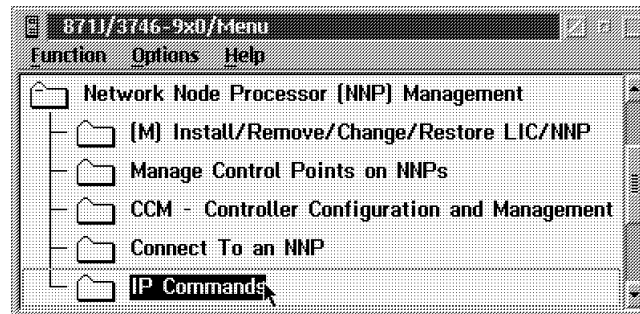 871J/3746-9x0/Menu
Function Options Help
Network Node Processor (NNP) Management
(M) Install/Remove/Change/Restore LIC/NNP
Manage Control Points on NNPs
CCM - Controller Configuration and Management
Connect To an NNP
IP Commands